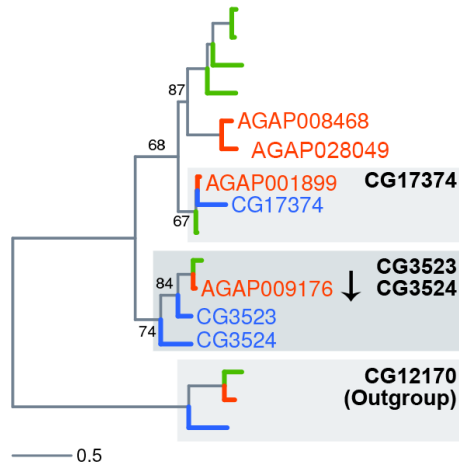 87
AGAP008468
AGAP028049
68
AGAP001899 CG17374
CG17374
67
CG3523
84 CG3524
AGAP009176 ↓
CG3523
74 CG3524
CG12170
(Outgroup)
0.5